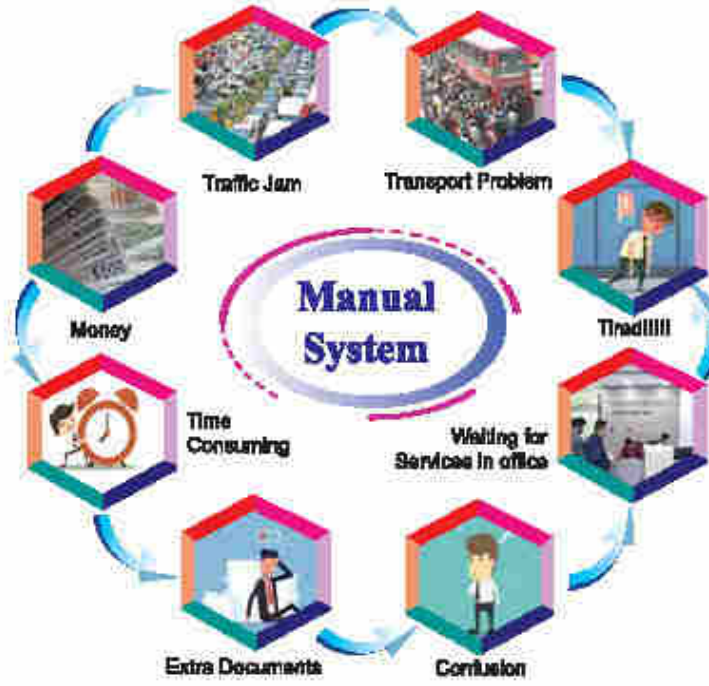 Traffic Jam
Transport Problem
Money
Manual
System
Tired!!!!!
Time
Consuming
Waiting for
Services in office
Extra Documents
Confusion